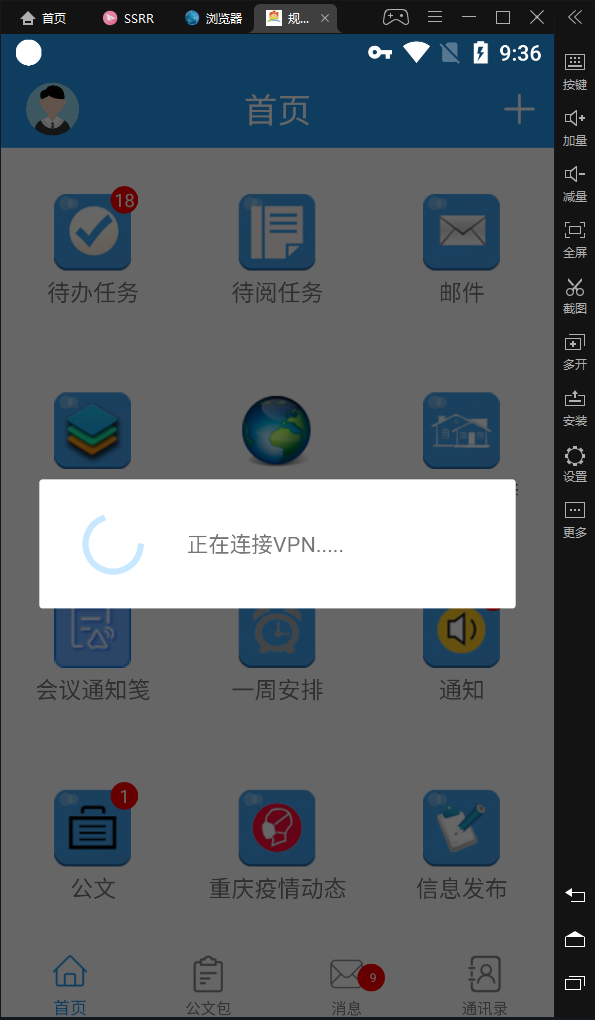 首页
SSRR
浏览器
规...
9:36
首页
按键
加量
减量
全屏
截图
多开
安装
设置
更多
18
待办任务
待阅任务
邮件
正在连接VPN.....
会议通知笺
一周安排
通知
1
公文
重庆疫情动态
信息发布
9
首页
公文包
消息
通讯录